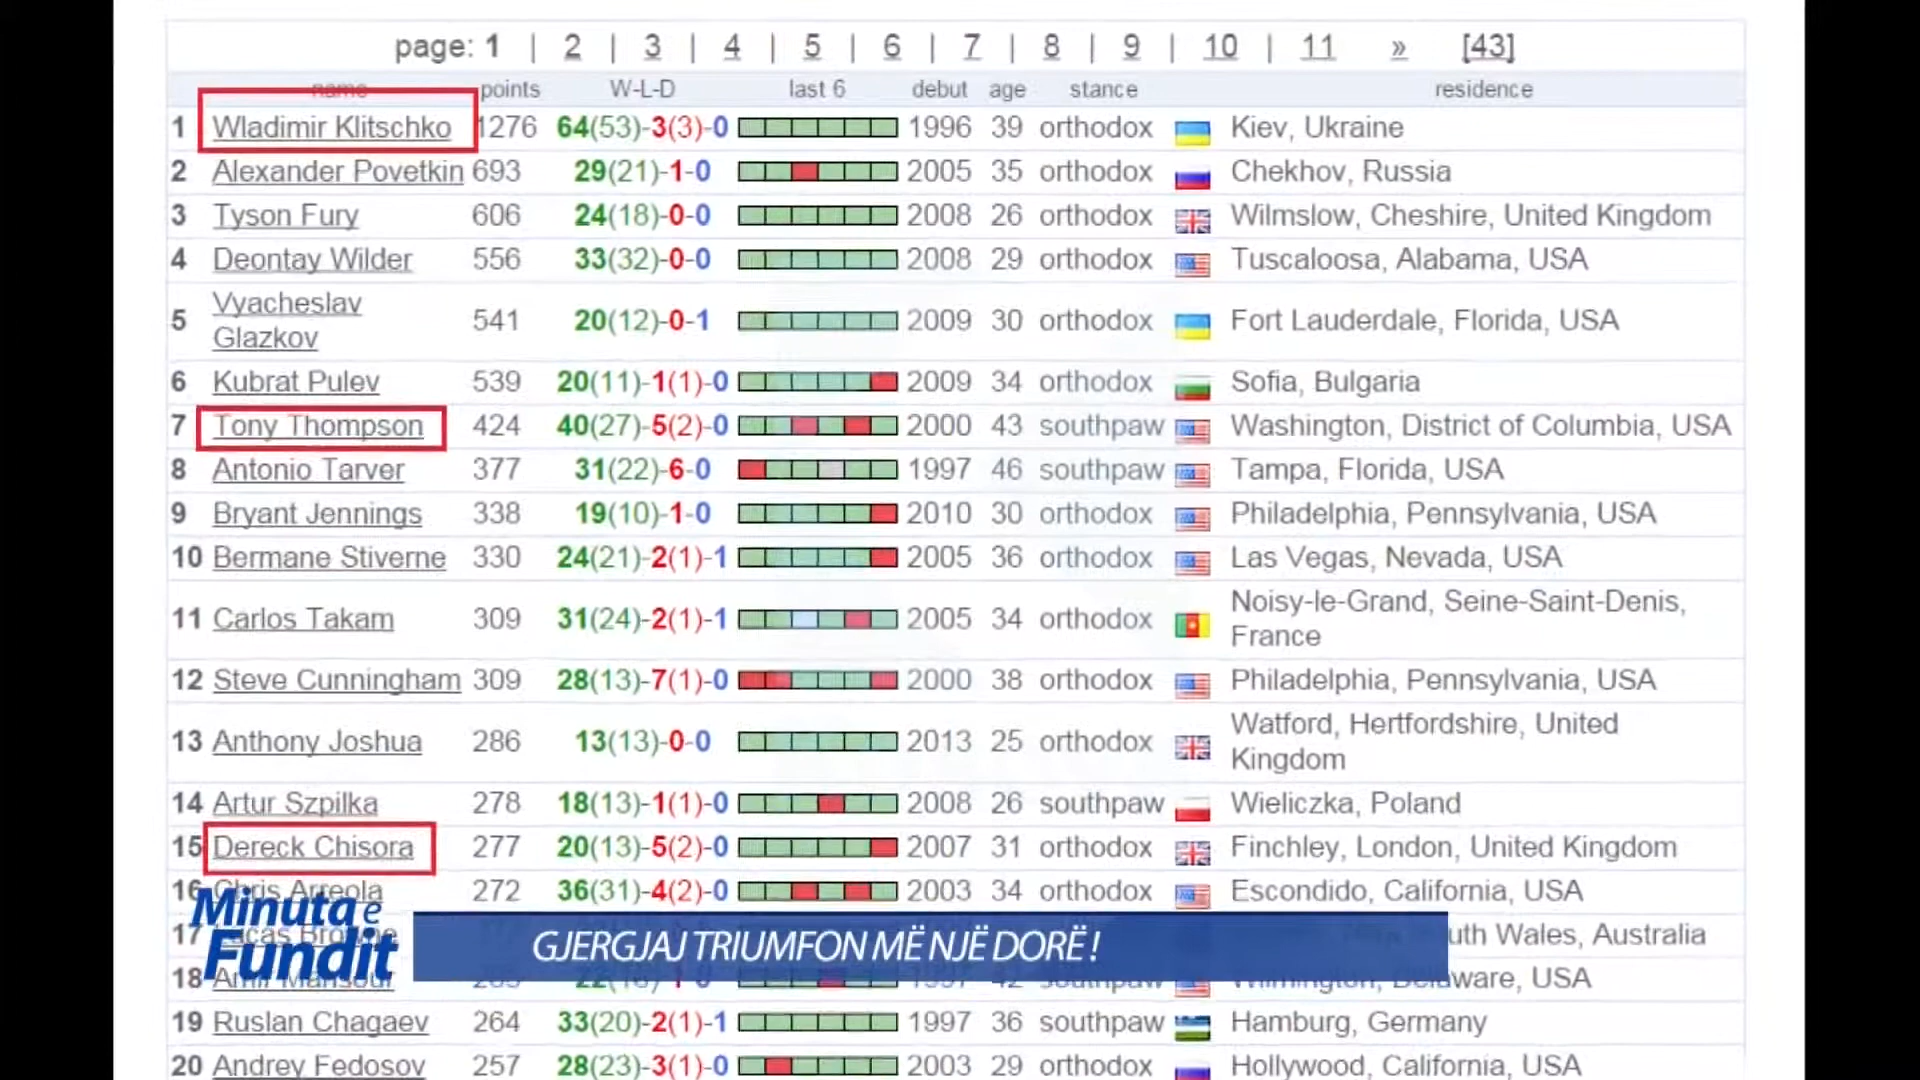 page: 1 | 2 | 3 | 4 | 5 | 6 | 7 | 8 | 9 | 10 | 11 » [43]
name points W-L-D last 6 debut age stance residence
1 Wladimir Klitschko 1276 64(53)-3(3)-0 1996 39 orthodox Kiev, Ukraine
2 Alexander Povetkin 693 29(21)-1-0 2005 35 orthodox Chekhov, Russia
3 Tyson Fury 606 24(18)-0-0 2008 26 orthodox Wilmslow, Cheshire, United Kingdom
4 Deontay Wilder 556 33(32)-0-0 2008 29 orthodox Tuscaloosa, Alabama, USA
5 Vyacheslav
Glazkov 541 20(12)-0-1 2009 30 orthodox Fort Lauderdale, Florida, USA
6 Kubrat Pulev 539 20(11)-1(1)-0 2009 34 orthodox Sofia, Bulgaria
7 Tony Thompson 424 40(27)-5(2)-0 2000 43 southpaw Washington, District of Columbia, USA
8 Antonio Tarver 377 31(22)-6-0 1997 46 southpaw Tampa, Florida, USA
9 Bryant Jennings 338 19(10)-1-0 2010 30 orthodox Philadelphia, Pennsylvania, USA
10 Bermane Stiverne 330 24(21)-2(1)-1 2005 36 orthodox Las Vegas, Nevada, USA
11 Carlos Takam 309 31(24)-2(1)-1 2005 34 orthodox Noisy-le-Grand, Seine-Saint-Denis,
France
12 Steve Cunningham 309 28(13)-7(1)-0 2000 38 orthodox Philadelphia, Pennsylvania, USA
13 Anthony Joshua 286 13(13)-0-0 2013 25 orthodox Watford, Hertfordshire, United
Kingdom
14 Artur Szpilka 278 18(13)-1(1)-0 2008 26 southpaw Wieliczka, Poland
15 Dereck Chisora 277 20(13)-5(2)-0 2007 31 orthodox Finchley, London, United Kingdom
16 Chris Arreola 272 36(31)-4(2)-0 2003 34 orthodox Escondido, California, USA
Minuta e
Fundit
GJERGJAJ TRIUMFON MË NJË DORË !
17 Lucas Browne Wales, Australia
18 Amir Mansour 22(16)-1-0 1997 42 southpaw Wilmington, Delaware, USA
19 Ruslan Chagaev 264 33(20)-2(1)-1 1997 36 southpaw Hamburg, Germany
20 Andrey Fedosov 257 28(23)-3(1)-0 2003 29 orthodox Hollywood, California, USA